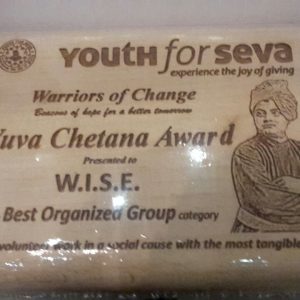 YOUTH for SEVA
experience the joy of giving
Warriors of Change
Beacons of hope for a better tomorrow
Yuva Chetana Award
Presented to
W.I.S.E.
Best Organized Group category
volunteer work in a social cause with the most tangible